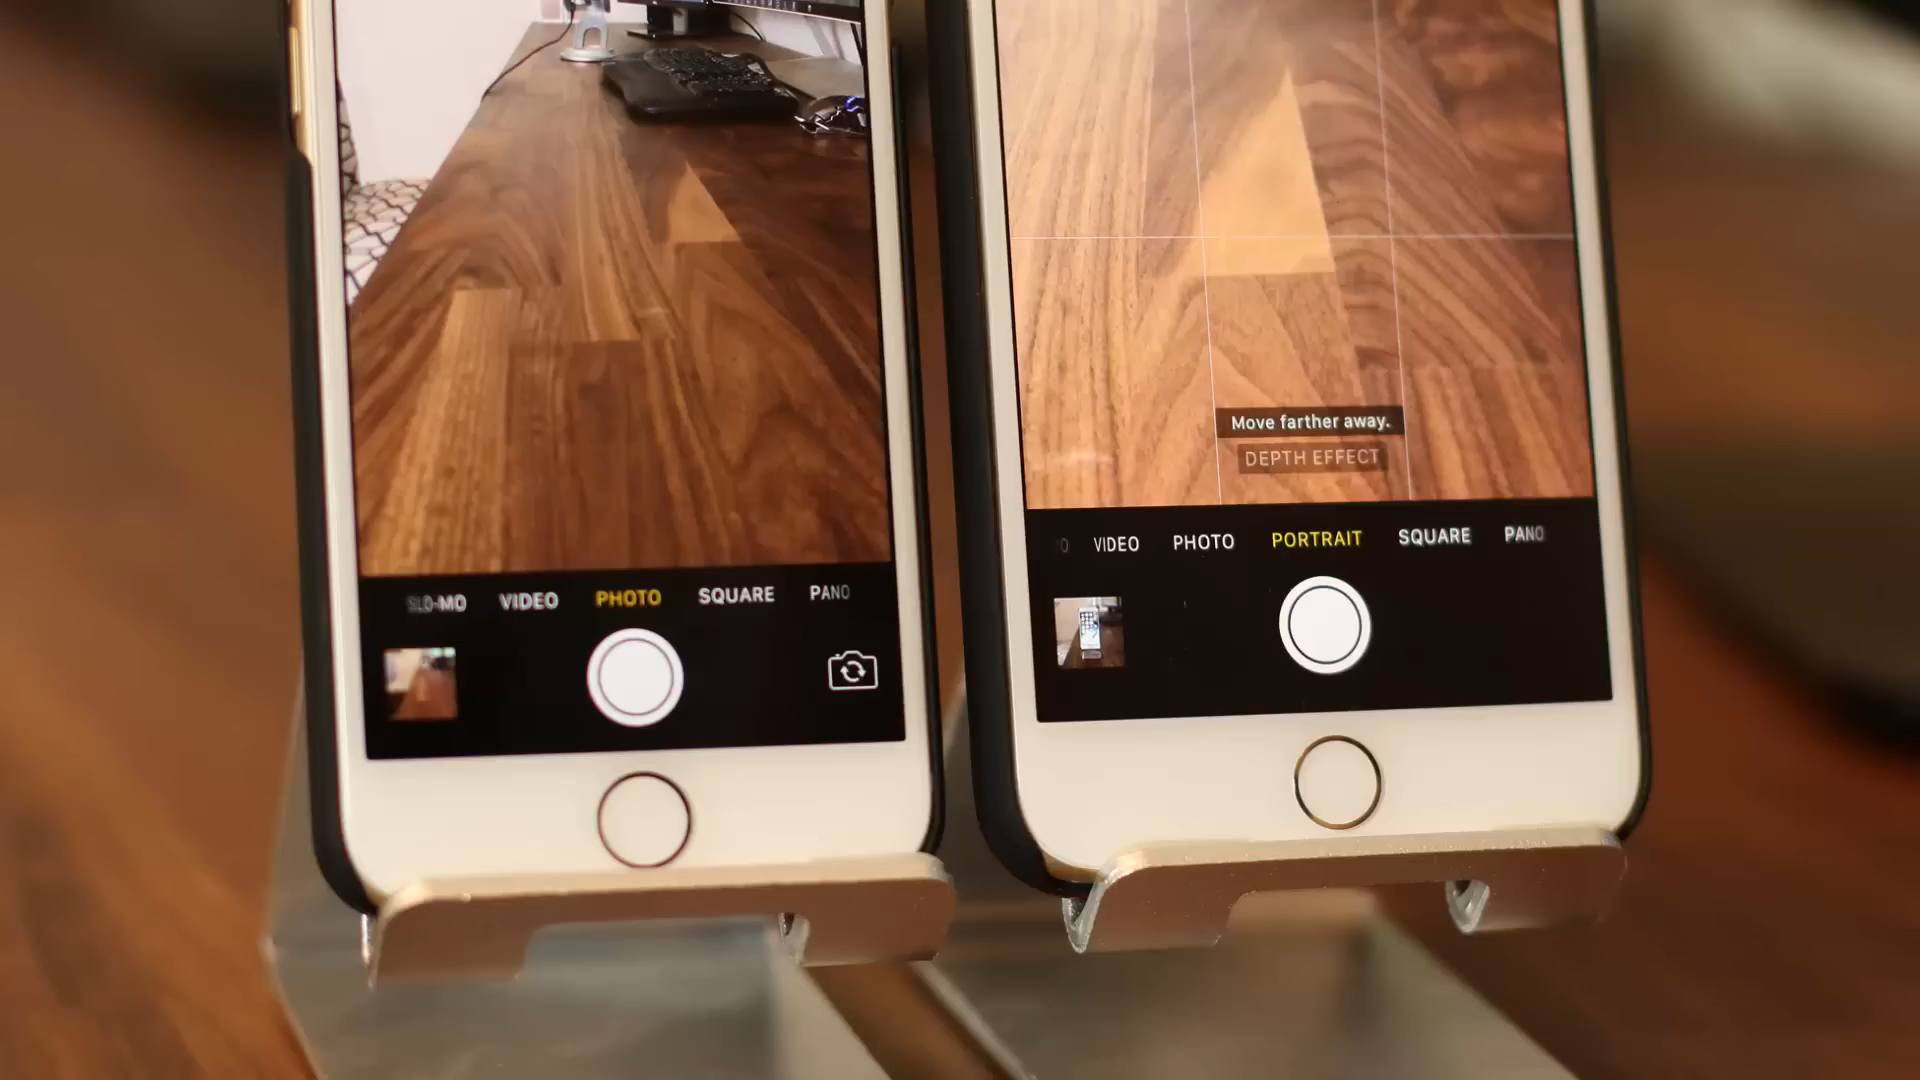 SLO-MO VIDEO PHOTO SQUARE PANO
Move farther away.
DEPTH EFFECT
VIDEO PHOTO PORTRAIT SQUARE PANO